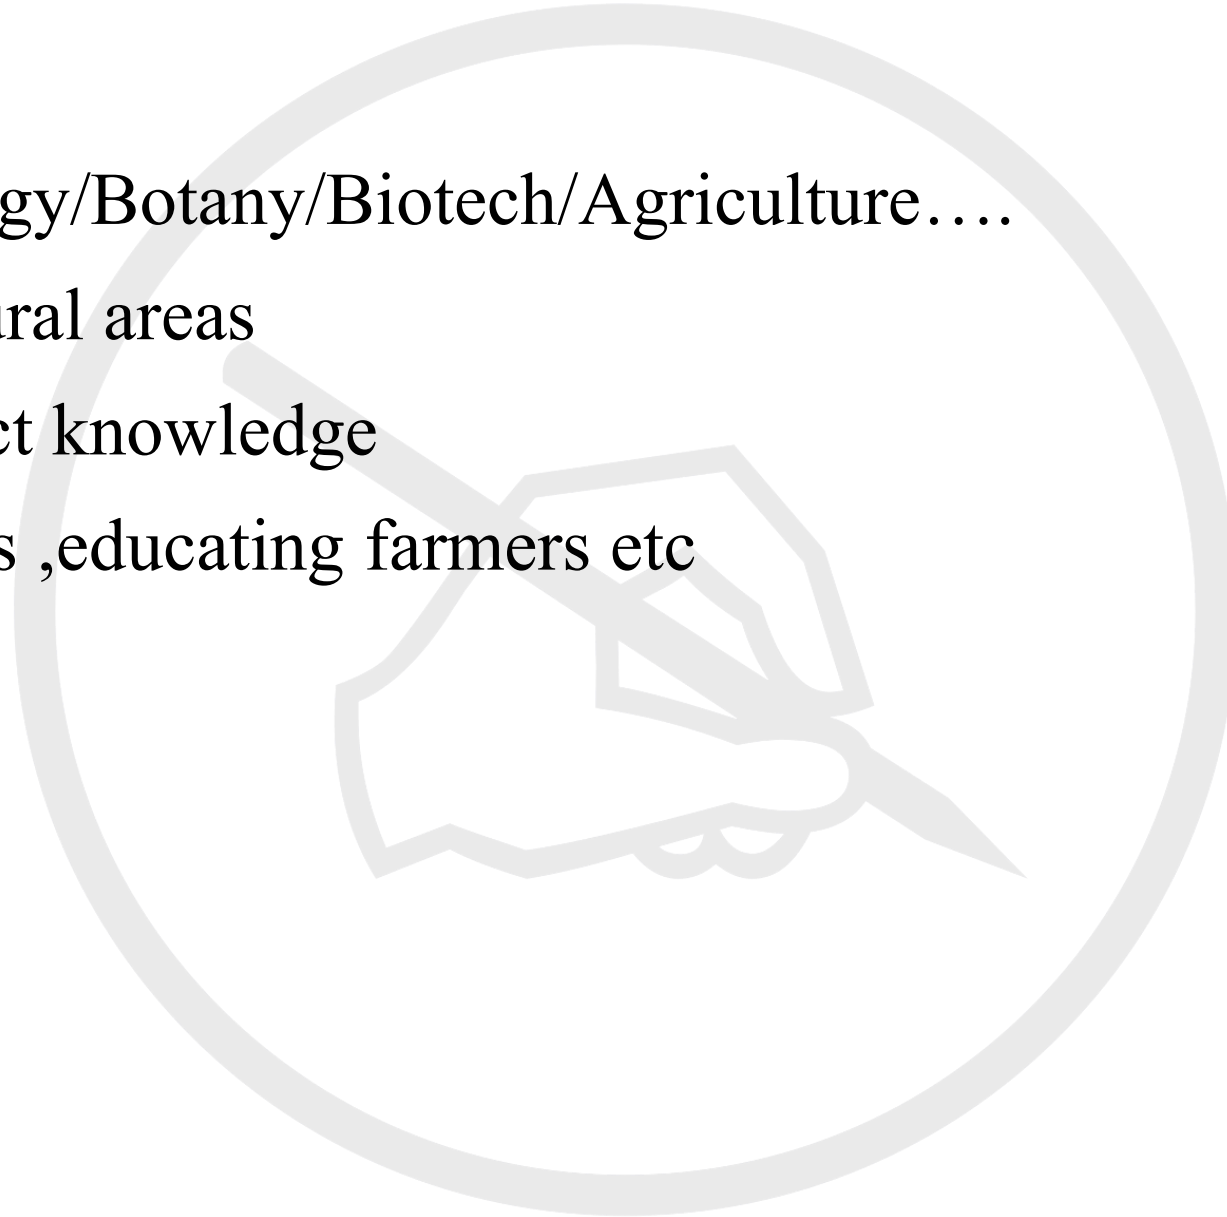 gy/Botany/Biotech/Agriculture….
ral areas
ct knowledge
s ,educating farmers etc